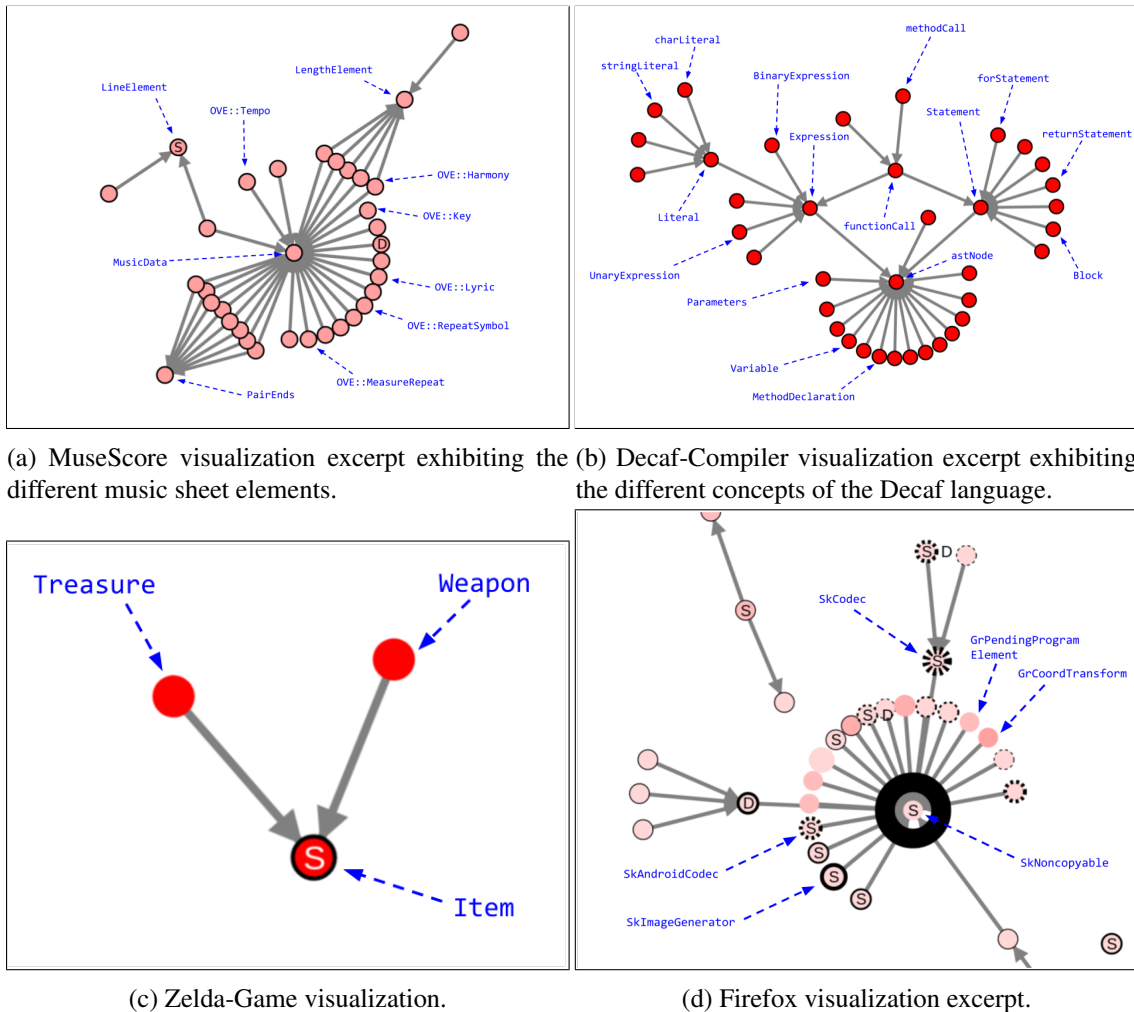 LengthElement
LineElement
OVE::Tempo
S
OVE::Harmony
OVE::Key
D
MusicData
OVE::Lyric
OVE::RepeatSymbol
OVE::MeasureRepeat
PairEnds
methodCall
charLiteral
stringLiteral
BinaryExpression
forStatement
Expression
Statement
returnStatement
Literal
functionCall
UnaryExpression
astNode
Block
Parameters
Variable
MethodDeclaration
(a) MuseScore visualization excerpt exhibiting the
different music sheet elements.
(b) Decaf-Compiler visualization excerpt exhibiting
the different concepts of the Decaf language.
Treasure
Weapon
S
Item
S D
SkCodec
S
S
GrPendingProgram
Element
GrCoordTransform
S D
S
D
S
S
SkAndroidCodec
S
SkNoncopyable
S
SkImageGenerator
S
S
S
(c) Zelda-Game visualization.
(d) Firefox visualization excerpt.